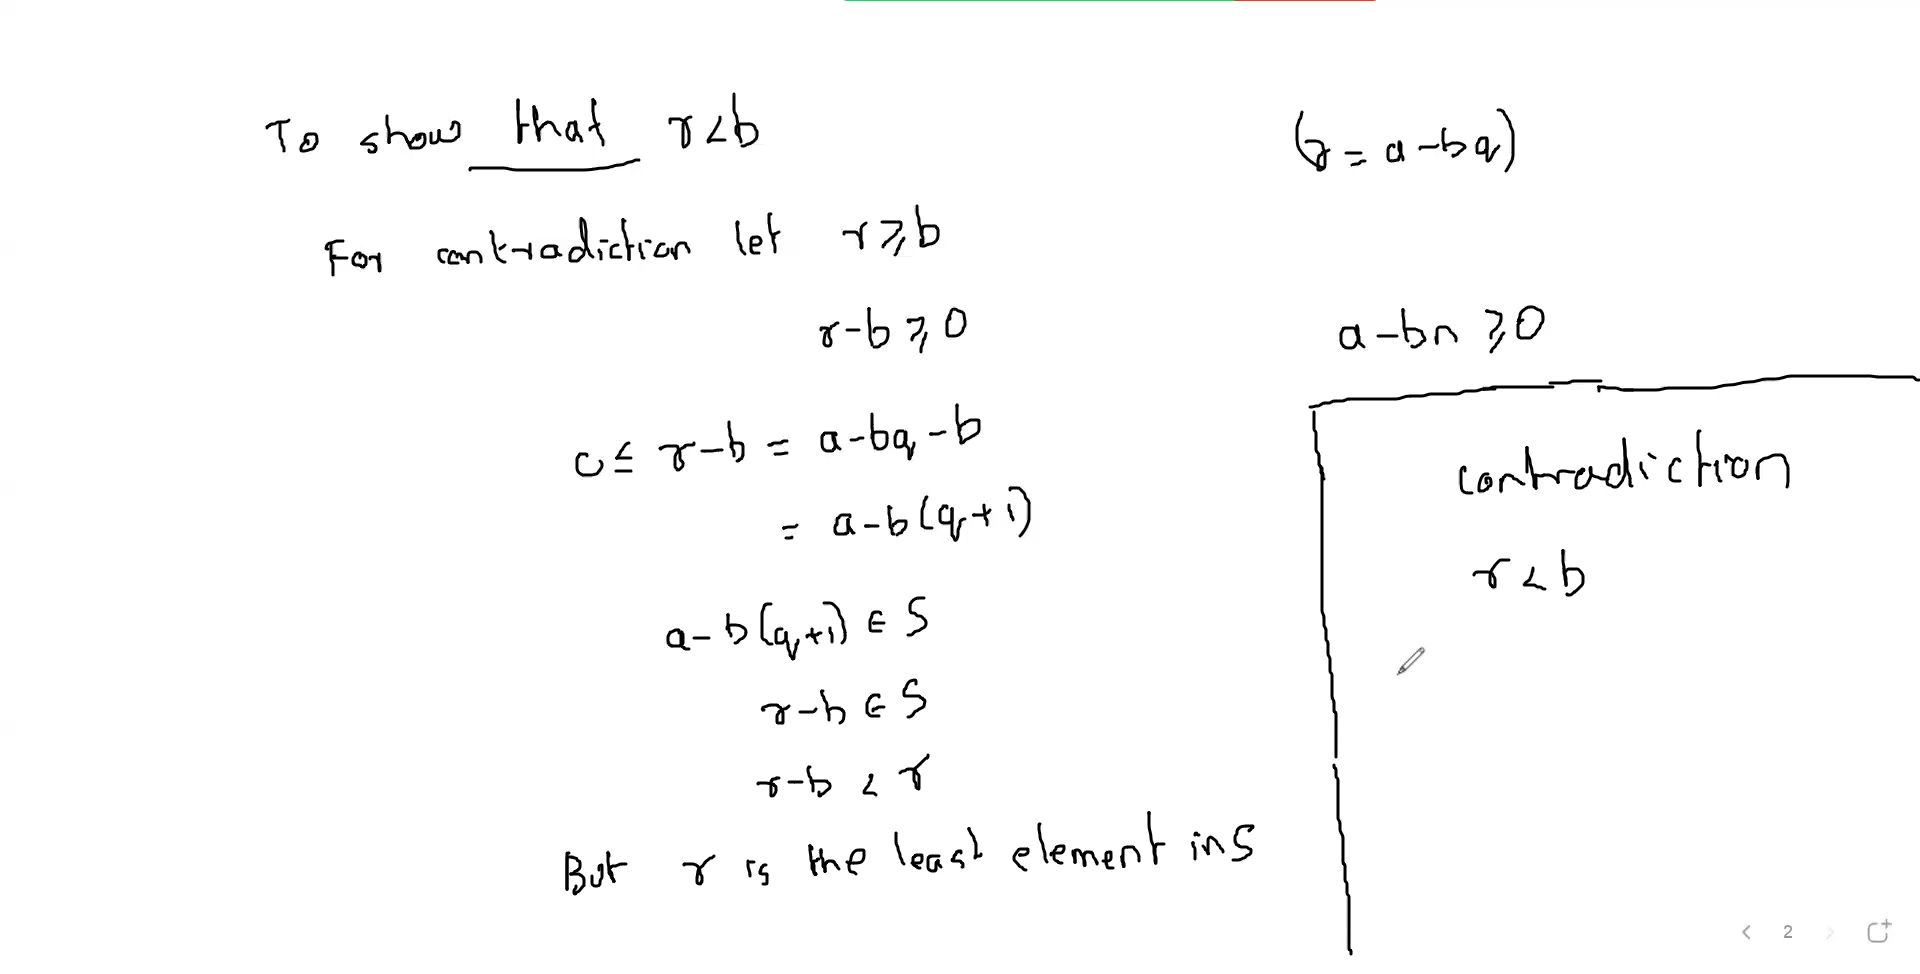 To show that r<b
(r = a-bq)
For contradiction let r⩾b
r-b⩾0
a-bn ⩾0
0≤ r-b = a-bq-b
= a-b(q+1)
a-b(q+1) ∈ S
r-b ∈ S
r-b < r
But r is the least element in S
contradiction
r<b
2